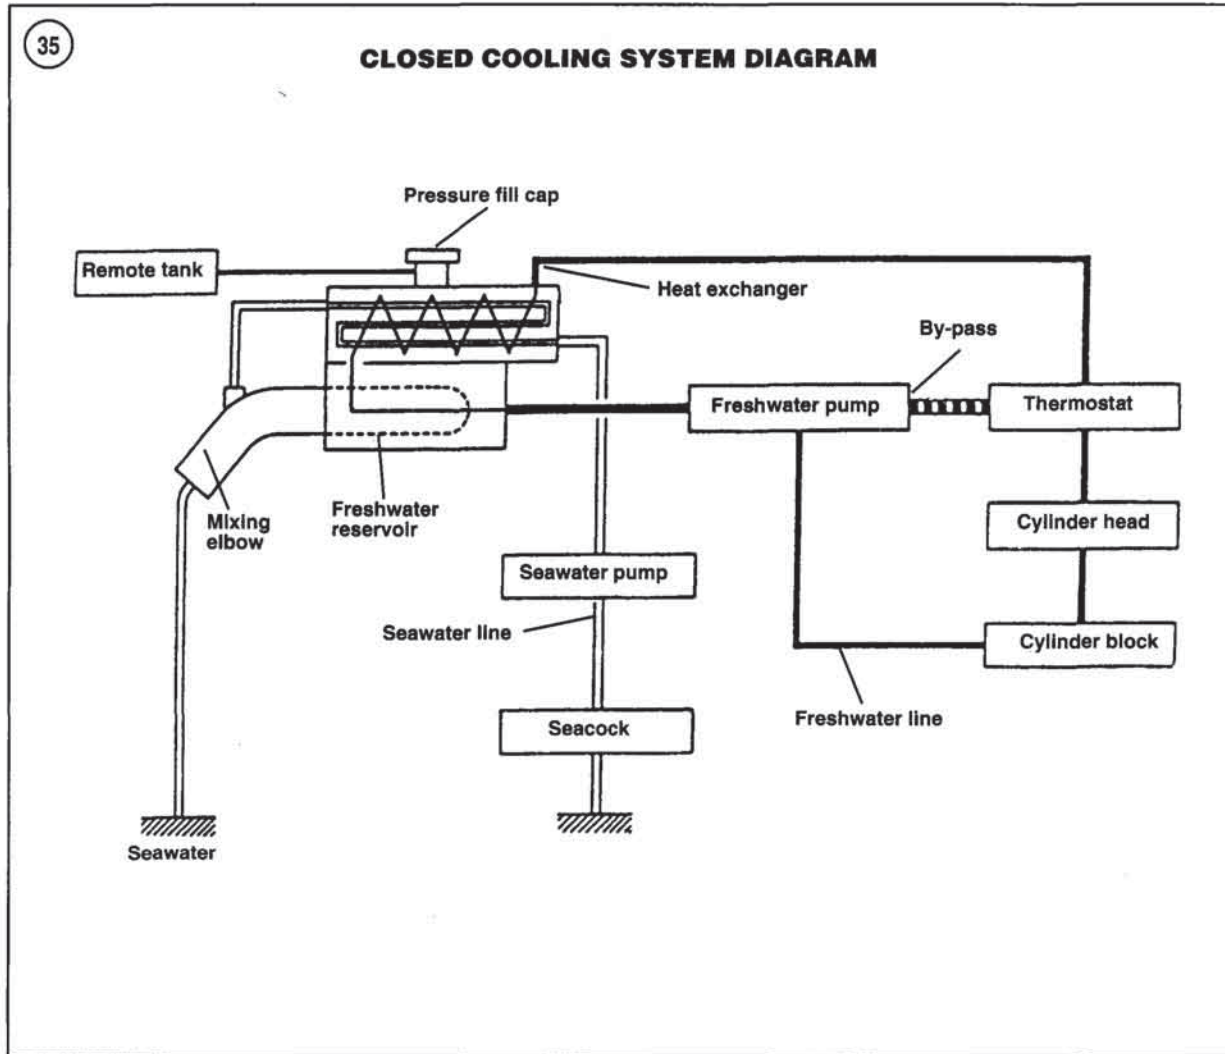 35
CLOSED COOLING SYSTEM DIAGRAM
Pressure fill cap
Remote tank
Heat exchanger
By-pass
Freshwater pump
Thermostat
Mixing
elbow
Freshwater
reservoir
Cylinder head
Seawater pump
Seawater line
Cylinder block
Freshwater line
Seacock
Seawater